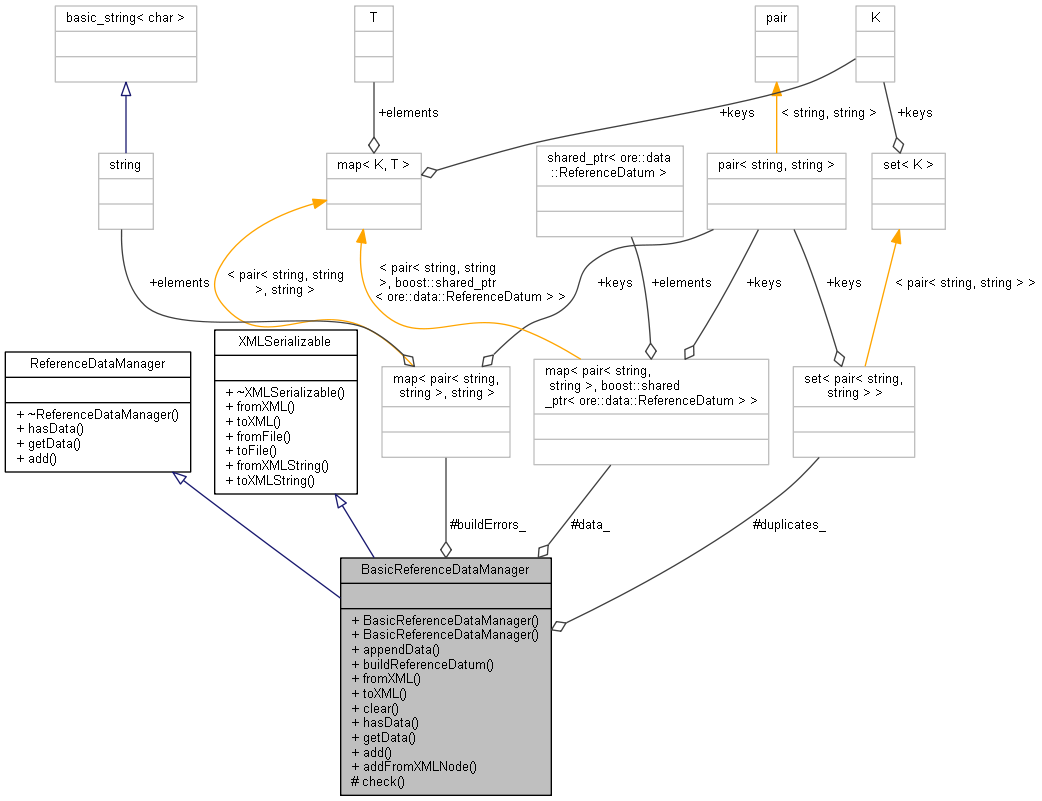 basic_string< char >
T
pair
K
+elements
+keys
< string, string >
+keys
string
map< K, T >
shared_ptr< ore::data
::ReferenceDatum >
pair< string, string >
set< K >
+elements
< pair< string, string
>, string >
< pair< string, string
>, boost::shared_ptr
< ore::data::ReferenceDatum > >
+keys
+elements
+keys
+keys
< pair< string, string > >
ReferenceDataManager
+ ~ReferenceDataManager()
+ hasData()
+ getData()
+ add()
XMLSerializable
+ ~XMLSerializable()
+ fromXML()
+ toXML()
+ fromFile()
+ toFile()
+ fromXMLString()
+ toXMLString()
map< pair< string,
string >, string >
map< pair< string,
string >, boost::shared
_ptr< ore::data::ReferenceDatum > >
set< pair< string,
string > >
#buildErrors_
#data_
#duplicates_
BasicReferenceDataManager
+ BasicReferenceDataManager()
+ BasicReferenceDataManager()
+ appendData()
+ buildReferenceDatum()
+ fromXML()
+ toXML()
+ clear()
+ hasData()
+ getData()
+ add()
+ addFromXMLNode()
# check()